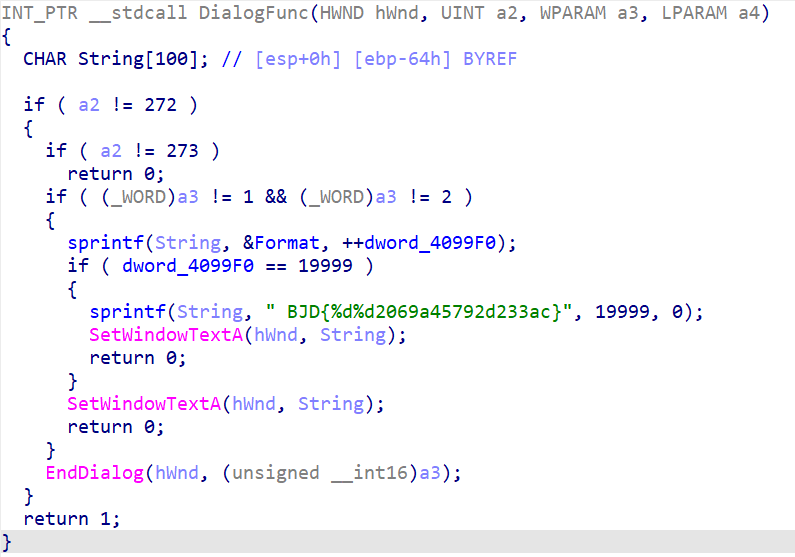 INT_PTR __stdcall DialogFunc(HWND hWnd, UINT a2, WPARAM a3, LPARAM a4)
{
  CHAR String[100]; // [esp+0h] [ebp-64h] BYREF

  if ( a2 != 272 )
  {
    if ( a2 != 273 )
      return 0;
    if ( (_WORD)a3 != 1 && (_WORD)a3 != 2 )
    {
      sprintf(String, &Format, ++dword_4099F0);
      if ( dword_4099F0 == 19999 )
      {
        sprintf(String, " BJD{%d%d2069a45792d233ac}", 19999, 0);
        SetWindowTextA(hWnd, String);
        return 0;
      }
      SetWindowTextA(hWnd, String);
      return 0;
    }
    EndDialog(hWnd, (unsigned __int16)a3);
  }
  return 1;
}